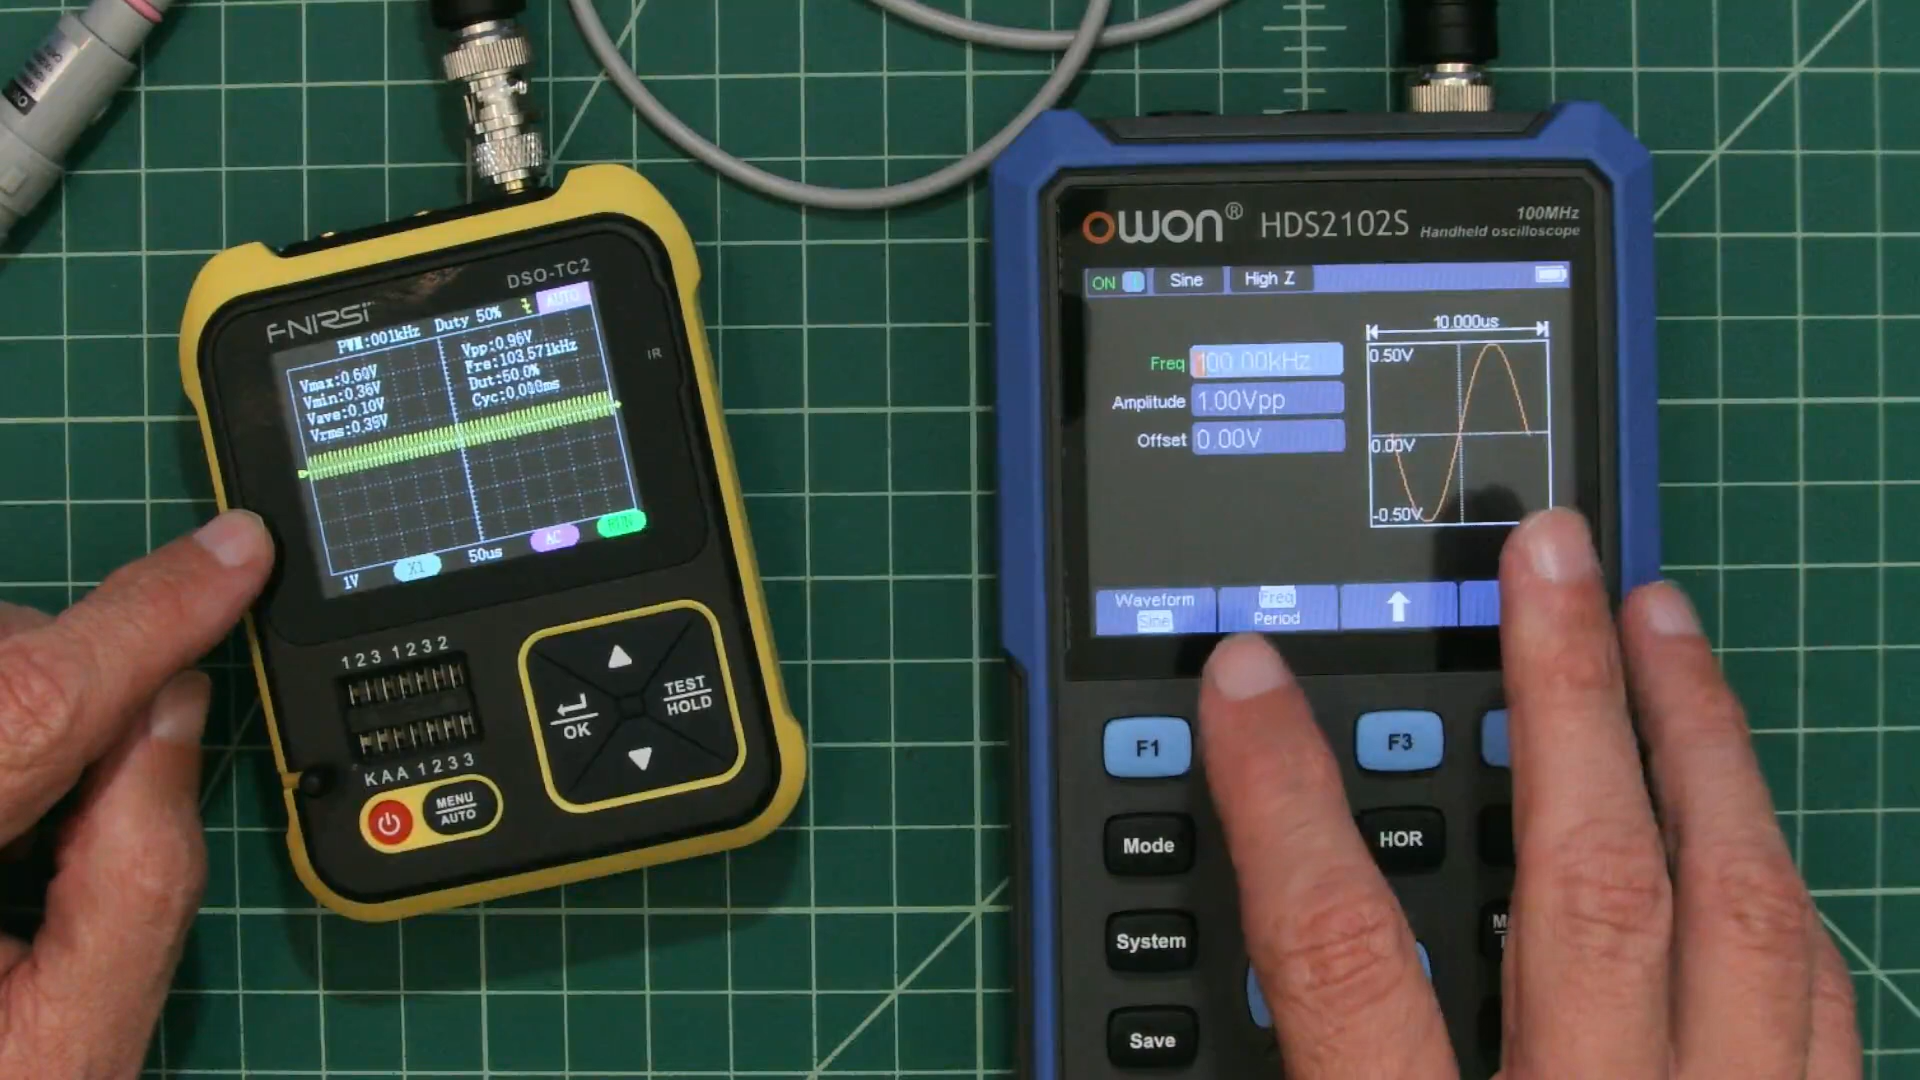 FNIRSI
DSO-TC2
PWM:001kHz Duty 50% AUTO
Vmax:0.60V
Vmin:0.36V
Vave:0.10V
Vrms:0.39V
Vpp:0.96V
Fre:103.571kHz
Dut:50.0%
IR
1V X1 50us AC RUN
1 2 3 1 2 3 2
K A A 1 2 3 3
MENU
AUTO
OK
TEST
HOLD
OWON® HDS2102S
100MHz
Handheld oscilloscope
ON Sine High Z
10.000us
Freq 100.00kHz
Amplitude 1.00Vpp
Offset 0.00V
0.50V
0.00V
-0.50V
Waveform
Sine
Freq
Period
F1
F3
Mode
HOR
System
Save